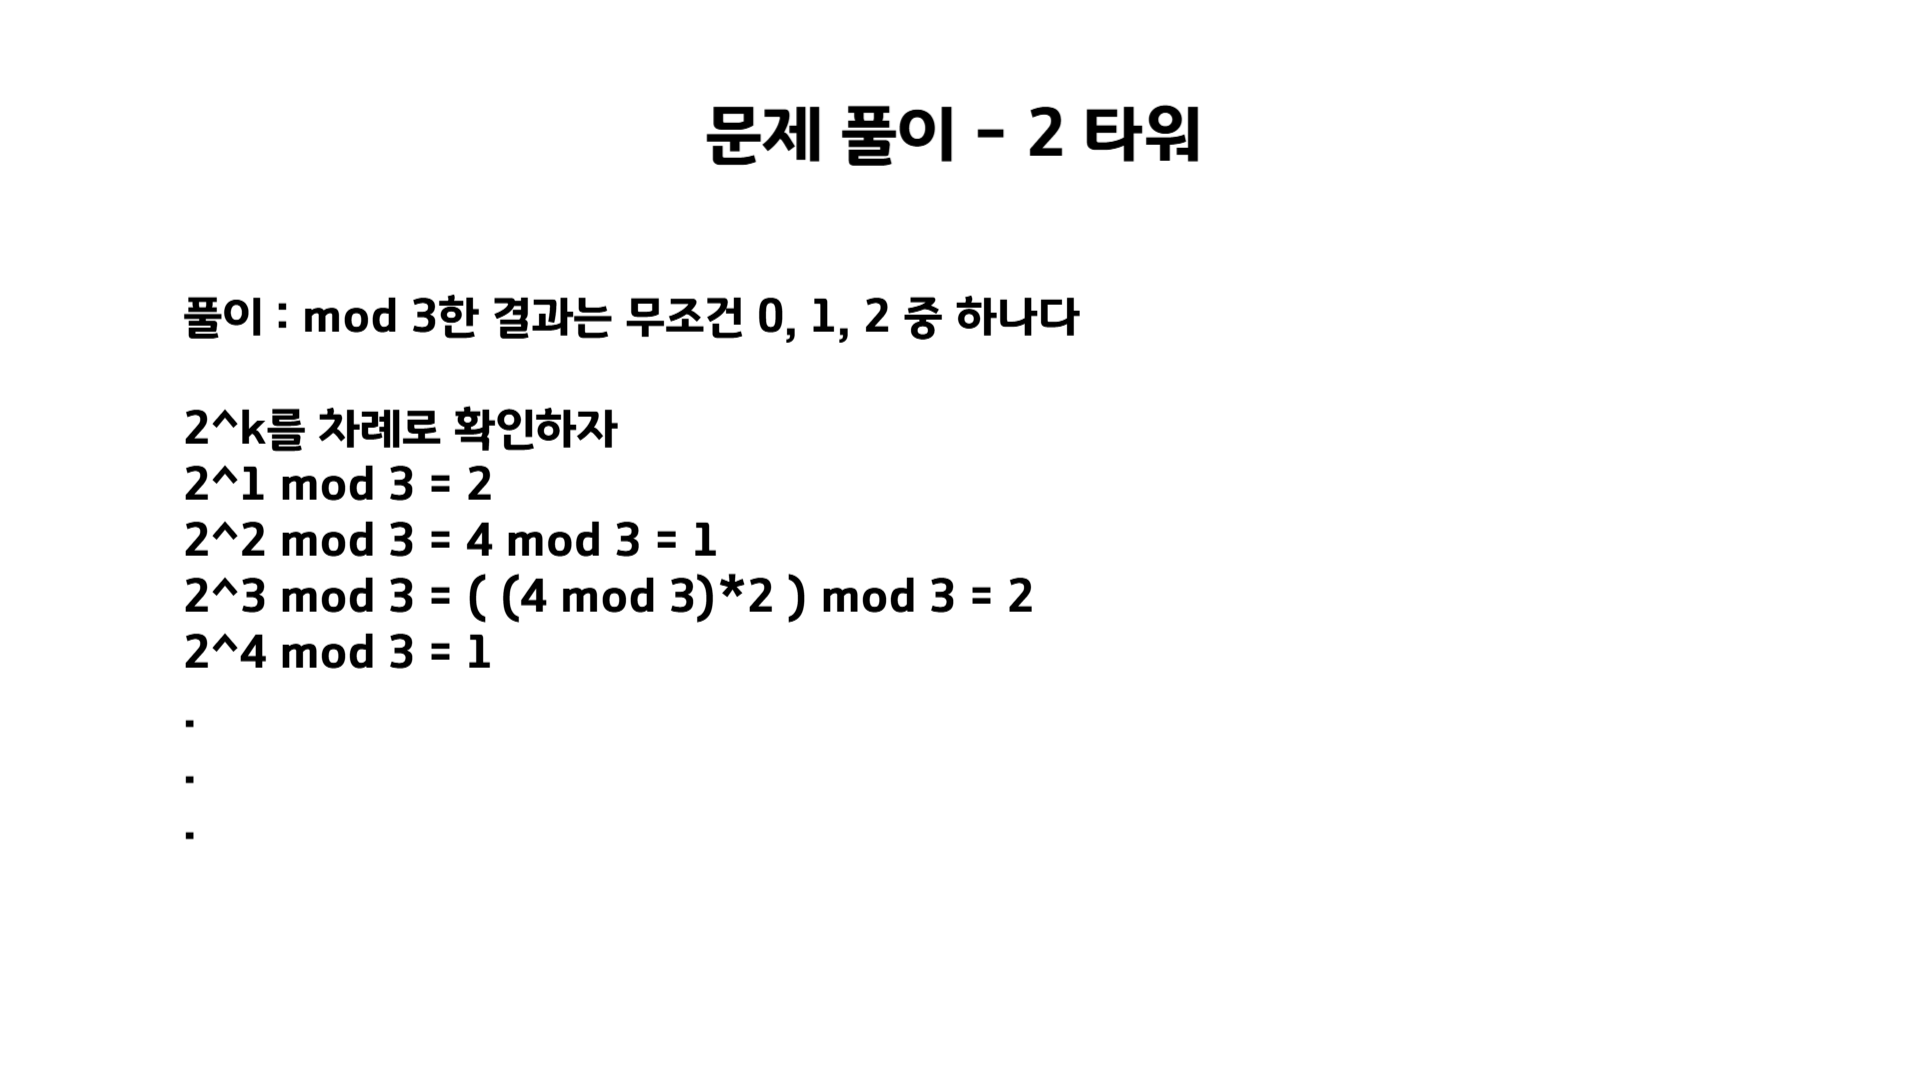 문제 풀이 - 2 타워
풀이 : mod 3한 결과는 무조건 0, 1, 2 중 하나다
2^k를 차례로 확인하자
2^1 mod 3 = 2
2^2 mod 3 = 4 mod 3 = 1
2^3 mod 3 = ( (4 mod 3)*2 ) mod 3 = 2
2^4 mod 3 = 1
.
.
.